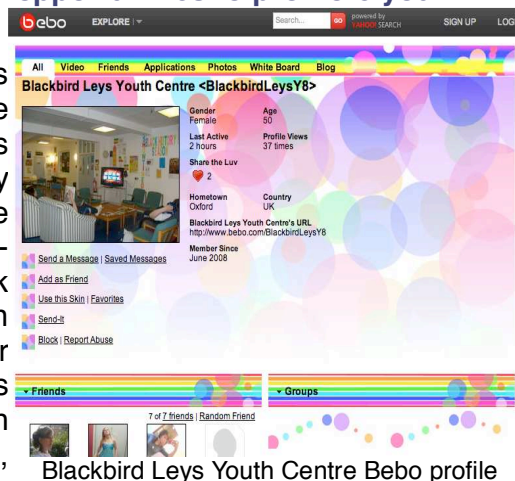 bebo EXPLORE Search... GO powered by YAHOO! SEARCH SIGN UP LOG
All Video Friends Applications Photos White Board Blog
Blackbird Leys Youth Centre <BlackbirdLeysY8>
Gender Age
Female 50
Last Active Profile Views
2 hours 37 times
Share the Luv
2
Hometown Country
Oxford UK
Blackbird Leys Youth Centre's URL
http://www.bebo.com/BlackbirdLeysY8
Member Since
June 2008
Send a Message | Saved Messages
Add as Friend
Use this Skin | Favorites
Send-It
Block | Report Abuse
Friends Groups
7 of 7 friends | Random Friend
Blackbird Leys Youth Centre Bebo profile